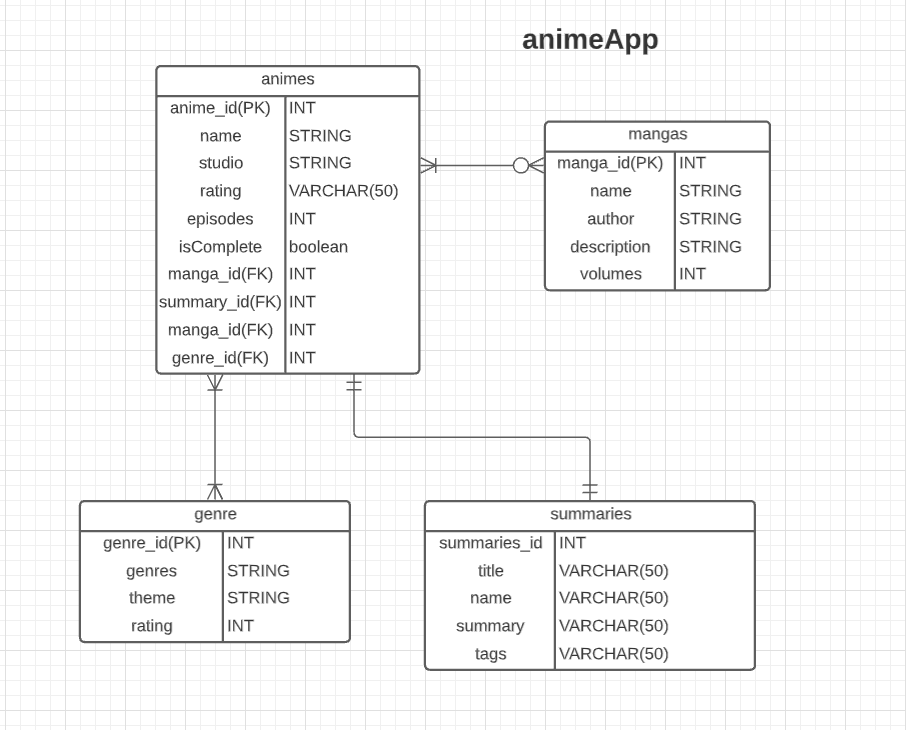 animeApp
animes
anime_id(PK) INT
name STRING
studio STRING
rating VARCHAR(50)
episodes INT
isComplete boolean
manga_id(FK) INT
summary_id(FK) INT
manga_id(FK) INT
genre_id(FK) INT
mangas
manga_id(PK) INT
name STRING
author STRING
description STRING
volumes INT
genre
genre_id(PK) INT
genres STRING
theme STRING
rating INT
summaries
summaries_id INT
title VARCHAR(50)
name VARCHAR(50)
summary VARCHAR(50)
tags VARCHAR(50)